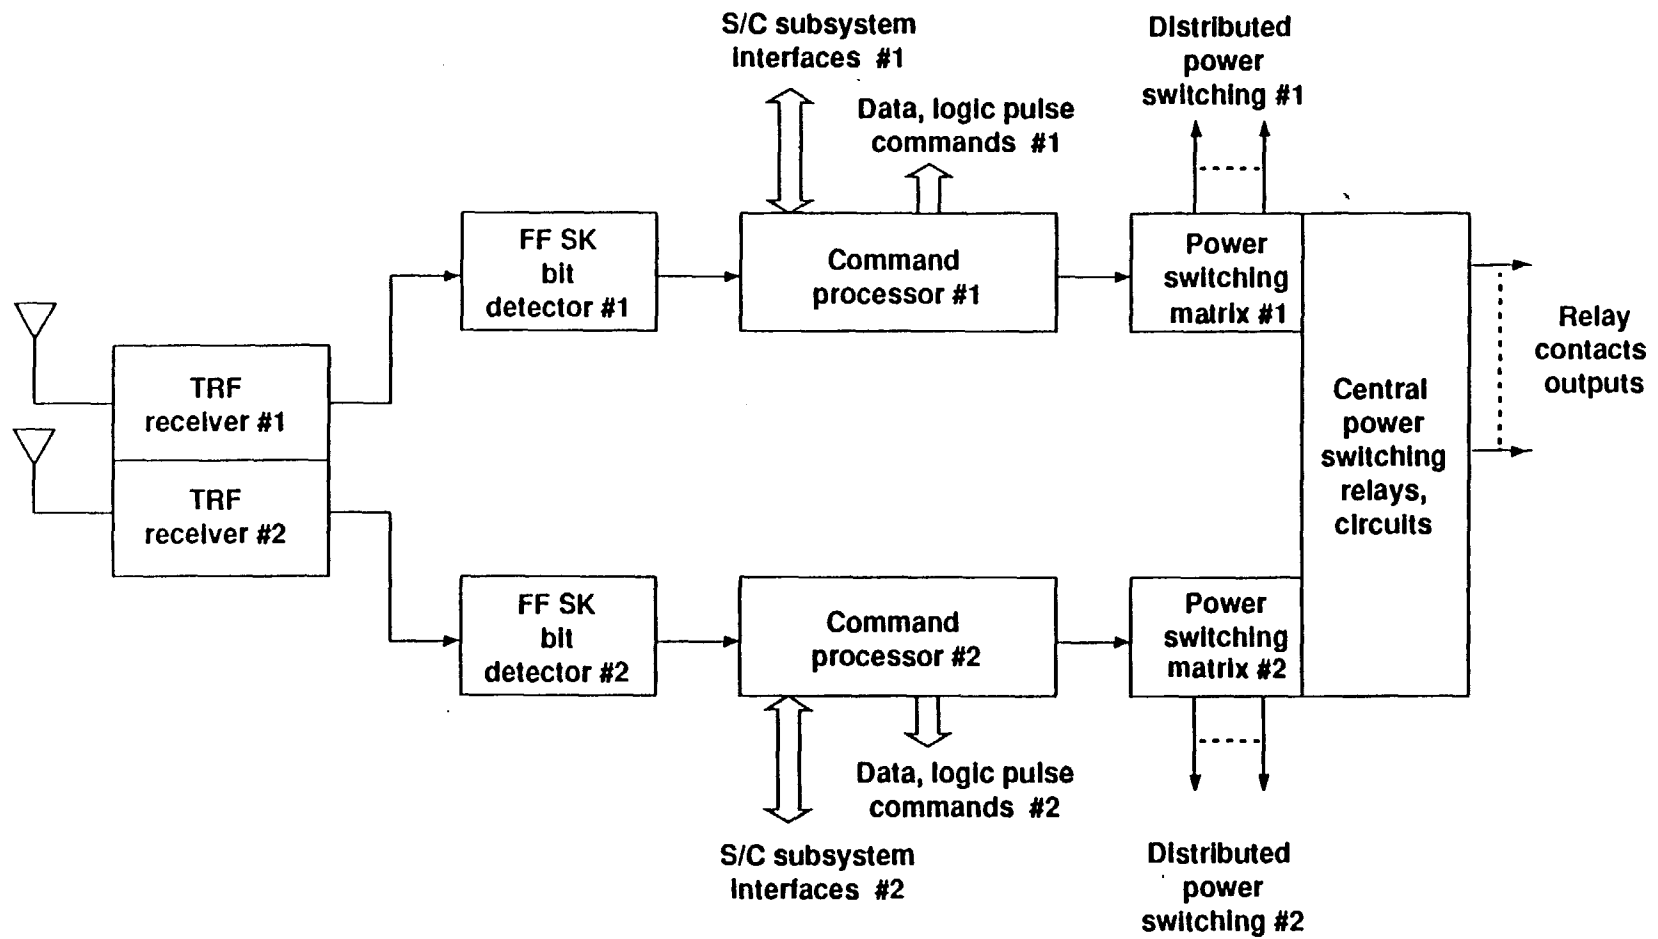 S/C subsystem
interfaces #1
Data, logic pulse
commands #1
Distributed
power
switching #1
FF SK
bit
detector #1
Command
processor #1
Power
switching
matrix #1
TRF
receiver #1
TRF
receiver #2
Central
power
switching
relays,
circuits
Relay
contacts
outputs
FF SK
bit
detector #2
Command
processor #2
Power
switching
matrix #2
Data, logic pulse
commands #2
S/C subsystem
interfaces #2
Distributed
power
switching #2